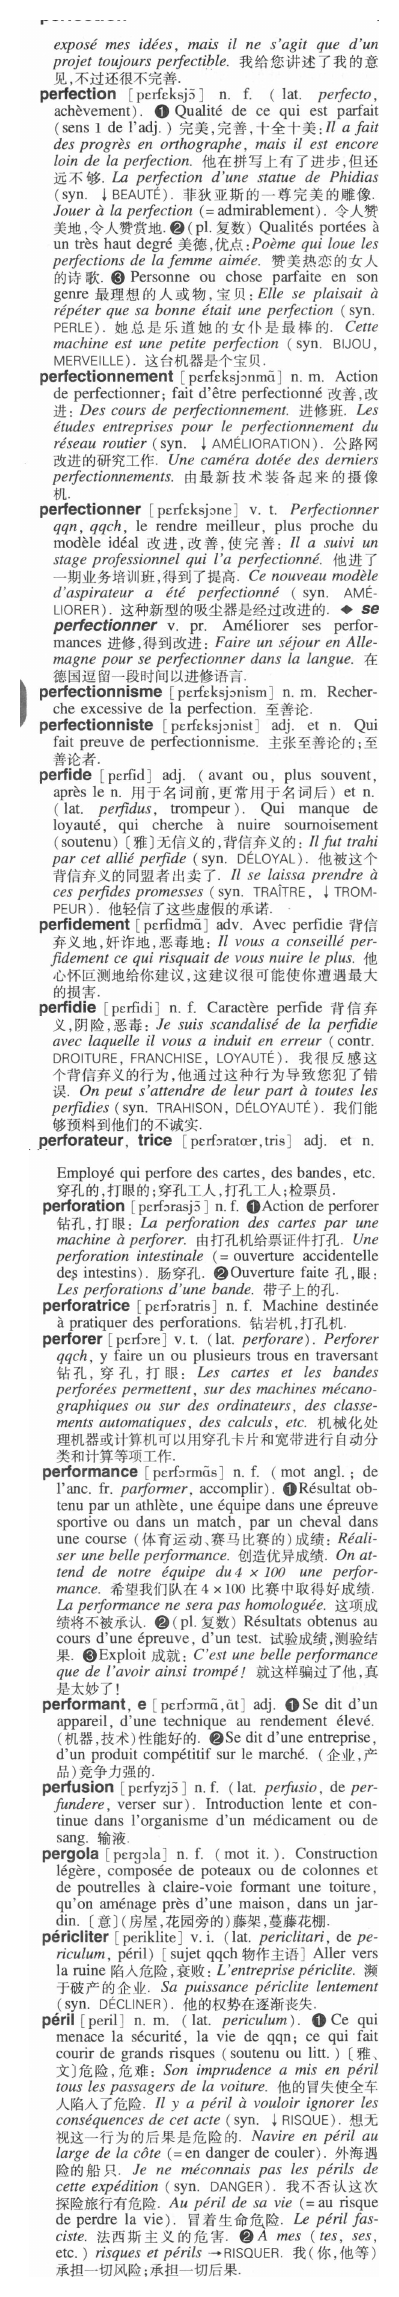 exposé mes idées, mais il ne s'agit que d'un
projet toujours perfectible. 我给您讲述了我的意
见,不过还很不完善.
perfection [pɛrfɛksjɔ̃] n. f. ( lat. perfecto,
achèvement). ❶ Qualité de ce qui est parfait
(sens 1 de l'adj. ) 完美,完善,十全十美:Il a fait
des progrès en orthographe, mais il est encore
loin de la perfection. 他在拼写上有了进步,但还
远不够. La perfection d'une statue de Phidias
(syn. ↓BEAUTÉ). 菲狄亚斯的一尊完美的雕像.
Jouer à la perfection (=admirablement). 令人赞
美地,令人赞赏地. ❷(pl. 复数) Qualités portées à
un très haut degré 美德,优点:Poème qui loue les
perfections de la femme aimée. 赞美热恋的女人
的诗歌. ❸ Personne ou chose parfaite en son
genre 最理想的人或物,宝贝:Elle se plaisait à
répéter que sa bonne était une perfection (syn.
PERLE). 她总是乐道她的女仆是最棒的. Cette
machine est une petite perfection (syn. BIJOU,
MERVEILLE). 这台机器是个宝贝.
perfectionnement [pɛrfɛksjɔnmɑ̃] n. m. Action
de perfectionner; fait d'être perfectionné 改善,改
进: Des cours de perfectionnement. 进修班. Les
études entreprises pour le perfectionnement du
réseau routier (syn. ↓AMÉLIORATION). 公路网
改进的研究工作. Une caméra dotée des derniers
perfectionnements. 由最新技术装备起来的摄像
机.
perfectionner [pɛrfɛksjɔne] v. t. Perfectionner
qqn, qqch, le rendre meilleur, plus proche du
modèle idéal 改进,改善,使完善: Il a suivi un
stage professionnel qui l'a perfectionné. 他进了
一期业务培训班,得到了提高. Ce nouveau modèle
d'aspirateur a été perfectionné ( syn. AMÉ-
LIORER). 这种新型的吸尘器是经过改进的. ◆ se
perfectionner v. pr. Améliorer ses perfor-
mances 进修,得到改进: Faire un séjour en Alle-
magne pour se perfectionner dans la langue. 在
德国逗留一段时间以进修语言.
perfectionnisme [pɛrfɛksjɔnism] n. m. Recher-
che excessive de la perfection. 至善论.
perfectionniste [pɛrfɛksjɔnist] adj. et n. Qui
fait preuve de perfectionnisme. 主张至善论的;至
善论者.
perfide [pɛrfid] adj. ( avant ou, plus souvent,
après le n. 用于名词前,更常用于名词后) et n.
( lat. perfidus, trompeur ). Qui manque de
loyauté, qui cherche à nuire sournoisement
(soutenu) 〔雅〕无信义的,背信弃义的: Il fut trahi
par cet allié perfide (syn. DÉLOYAL). 他被这个
背信弃义的同盟者出卖了. Il se laissa prendre à
ces perfides promesses (syn. TRAÎTRE, ↓TROM-
PEUR). 他轻信了这些虚假的承诺.
perfidement [pɛrfidmɑ̃] adv. Avec perfidie 背信
弃义地,奸诈地,恶毒地: Il vous a conseillé per-
fidement ce qui risquait de vous nuire le plus. 他
心怀叵测地给你建议,这建议很可能使你遭遇最大
的损害.
perfidie [pɛrfidi] n. f. Caractère perfide 背信弃
义,阴险,恶毒: Je suis scandalisé de la perfidie
avec laquelle il vous a induit en erreur (contr.
DROITURE, FRANCHISE, LOYAUTÉ). 我很反感这
个背信弃义的行为,他通过这种行为导致您犯了错
误. On peut s'attendre de leur part à toutes les
perfidies (syn. TRAHISON, DÉLOYAUTÉ). 我们能
够预料到他们的不诚实.
perforateur, trice [pɛrfɔratœr,tris] adj. et n.
Employé qui perfore des cartes, des bandes, etc.
穿孔的,打眼的;穿孔工人,打孔工人;检票员.
perforation [pɛrfɔrasjɔ̃] n. f. ❶Action de perforer
钻孔,打眼: La perforation des cartes par une
machine à perforer. 由打孔机给票证件打孔. Une
perforation intestinale (= ouverture accidentelle
des intestins). 肠穿孔. ❷Ouverture faite 孔,眼:
Les perforations d'une bande. 带子上的孔.
perforatrice [pɛrfɔratris] n. f. Machine destinée
à pratiquer des perforations. 钻岩机,打孔机.
perforer [pɛrfɔre] v. t. (lat. perforare). Perforer
qqch, y faire un ou plusieurs trous en traversant
钻孔, 穿孔, 打眼: Les cartes et les bandes
perforées permettent, sur des machines mécano-
graphiques ou sur des ordinateurs, des classe-
ments automatiques, des calculs, etc. 机械化处
理机器或计算机可以用穿孔卡片和宽带进行自动分
类和计算等项工作.
performance [pɛrfɔrmɑ̃s] n. f. ( mot angl. ; de
l'anc. fr. parformer, accomplir). ❶Résultat ob-
tenu par un athlète, une équipe dans une épreuve
sportive ou dans un match, par un cheval dans
une course (体育运动、赛马比赛的)成绩: Réali-
ser une belle performance. 创造优异成绩. On at-
tend de notre équipe du 4 × 100 une perfor-
mance. 希望我们队在 4×100 比赛中取得好成绩.
La performance ne sera pas homologuée. 这项成
绩将不被承认. ❷(pl. 复数) Résultats obtenus au
cours d'une épreuve, d'un test. 试验成绩,测验结
果. ❸Exploit 成就: C'est une belle performance
que de l'avoir ainsi trompé! 就这样骗过了他,真
是太妙了!
performant, e [pɛrfɔrmɑ̃,ɑ̃t] adj. ❶Se dit d'un
appareil, d'une technique au rendement élevé.
(机器,技术)性能好的. ❷Se dit d'une entreprise,
d'un produit compétitif sur le marché. (企业,产
品)竞争力强的.
perfusion [pɛrfyzjɔ̃] n. f. (lat. perfusio, de per-
fundere, verser sur). Introduction lente et con-
tinue dans l'organisme d'un médicament ou de
sang. 输液.
pergola [pɛrgɔla] n. f. ( mot it. ). Construction
légère, composée de poteaux ou de colonnes et
de poutrelles à claire-voie formant une toiture,
qu'on aménage près d'une maison, dans un jar-
din. 〔意〕(房屋,花园旁的)藤架,蔓藤花棚.
péricliter [periklite] v. i. (lat. periclitari, de pe-
riculum, péril) [sujet qqch 物作主语] Aller vers
la ruine 陷入危险,衰败: L'entreprise périclite. 濒
于破产的企业. Sa puissance périclite lentement
(syn. DÉCLINER). 他的权势在逐渐丧失.
péril [peril] n. m. ( lat. periculum). ❶ Ce qui
menace la sécurité, la vie de qqn; ce qui fait
courir de grands risques ( soutenu ou litt. ) 〔雅、
文〕危险,危难: Son imprudence a mis en péril
tous les passagers de la voiture. 他的冒失使全车
人陷入了危险. Il y a péril à vouloir ignorer les
conséquences de cet acte (syn. ↓RISQUE). 想无
视这一行为的后果是危险的. Navire en péril au
large de la côte (=en danger de couler). 外海遇
险的船只. Je ne méconnais pas les périls de
cette expédition ( syn. DANGER). 我不否认这次
探险旅行有危险. Au péril de sa vie (=au risque
de perdre la vie). 冒着生命危险. Le péril fas-
ciste. 法西斯主义的危害. ❷À mes (tes, ses,
etc. ) risques et périls →RISQUER. 我(你,他等)
承担一切风险;承担一切后果.